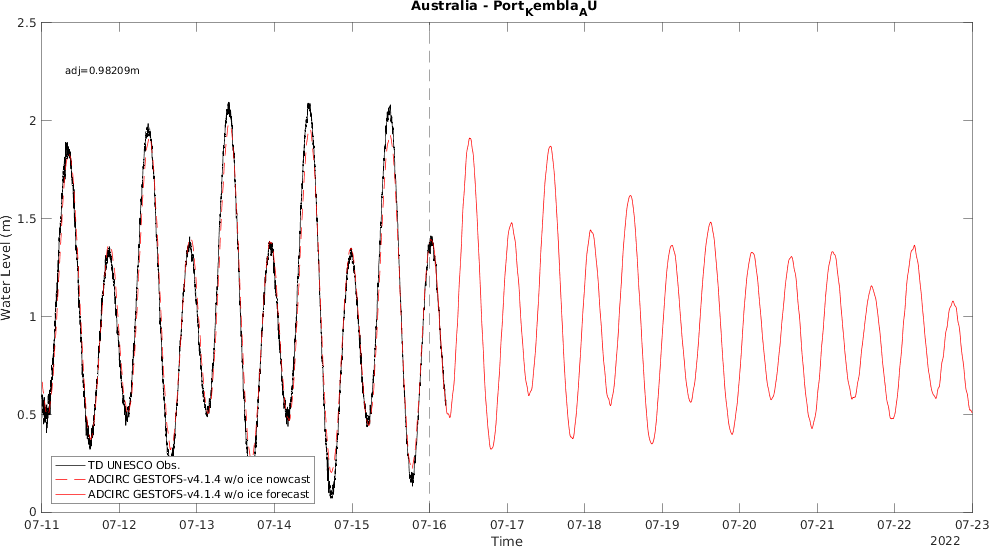 Australia - PortKemblaAU
adj=0.98209m
Water Level (m)
2.5
2
1.5
1
0.5
0
TD UNESCO Obs.
ADCIRC GESTOFS-v4.1.4 w/o ice nowcast
ADCIRC GESTOFS-v4.1.4 w/o ice forecast
07-11 07-12 07-13 07-14 07-15 07-16 07-17 07-18 07-19 07-20 07-21 07-22 07-23
Time
2022